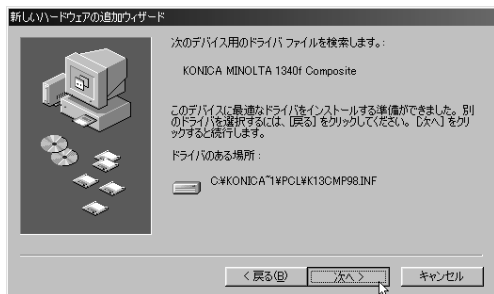 新しいハードウェアの追加ウィザード
次のデバイス用のドライバ ファイルを検索します。:
KONICA MINOLTA 1340f Composite
このデバイスに最適なドライバをインストールする準備ができました。別
のドライバを選択するには、[戻る] をクリックしてください。[次へ] をクリ
ックすると続行します。
ドライバのある場所 :
C:¥KONICA~1¥PCL¥K13CMP98.INF
< 戻る(B)
次へ >
キャンセル